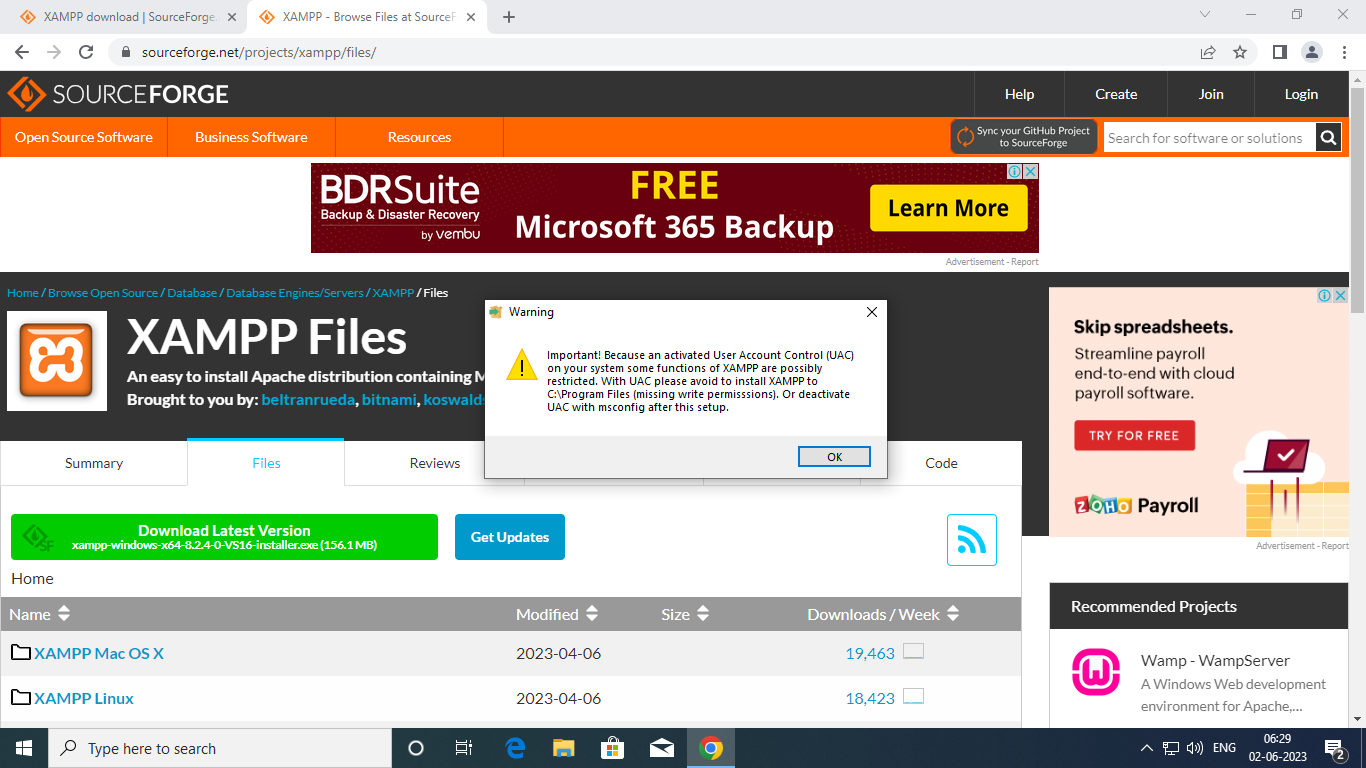 XAMPP download | SourceForge.
XAMPP - Browse Files at SourceF
sourceforge.net/projects/xampp/files/
SOURCEFORGE
Help
Create
Join
Login
Open Source Software
Business Software
Resources
Sync your GitHub Project
to SourceForge
Search for software or solutions
BDRSuite
Backup & Disaster Recovery
by vembu
FREE
Microsoft 365 Backup
Learn More
Advertisement - Report
Home / Browse Open Source / Database / Database Engines/Servers / XAMPP / Files
XAMPP Files
An easy to install Apache distribution containing M
Brought to you by: beltranrueda, bitnami, koswalds
Warning
Important! Because an activated User Account Control (UAC)
on your system some functions of XAMPP are possibly
restricted. With UAC please avoid to install XAMPP to
C:\Program Files (missing write permisssions). Or deactivate
UAC with msconfig after this setup.
OK
Skip spreadsheets.
Streamline payroll
end-to-end with cloud
payroll software.
TRY FOR FREE
ZOHO Payroll
Advertisement - Report
Summary
Files
Reviews
Code
Download Latest Version
xampp-windows-x64-8.2.4-0-VS16-installer.exe (156.1 MB)
Get Updates
Home
Name
Modified
Size
Downloads / Week
XAMPP Mac OS X
2023-04-06
19,463
XAMPP Linux
2023-04-06
18,423
Recommended Projects
Wamp - WampServer
A Windows Web development
environment for Apache,...
Type here to search
ENG
06:29
02-06-2023
2